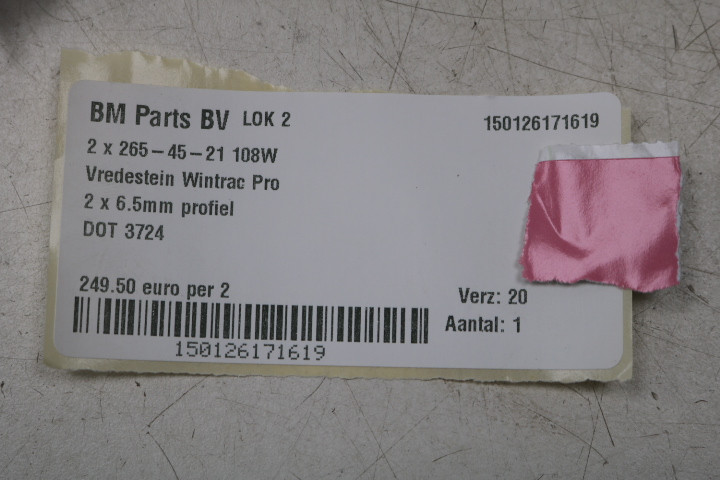 BM Parts BV LOK 2 150126171619
2 x 265-45-21 108W
Vredestein Wintrac Pro
2 x 6.5mm profiel
DOT 3724
249.50 euro per 2 Verz: 20
Aantal: 1
150126171619